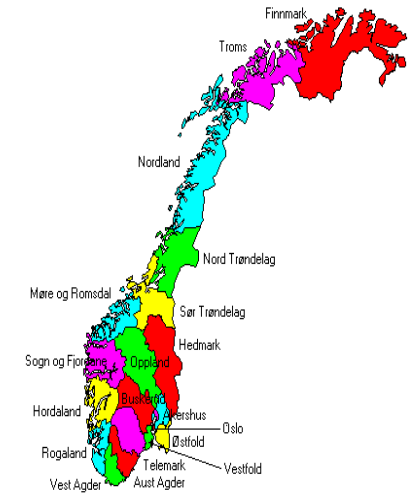 Finnmark
Troms
Nordland
Nord Trøndelag
Møre og Romsdal
Sør Trøndelag
Hedmark
Sogn og Fjordane
Oppland
Buskerud
Hordaland
Akershus
Oslo
Østfold
Rogaland
Telemark
Vestfold
Vest Agder
Aust Agder